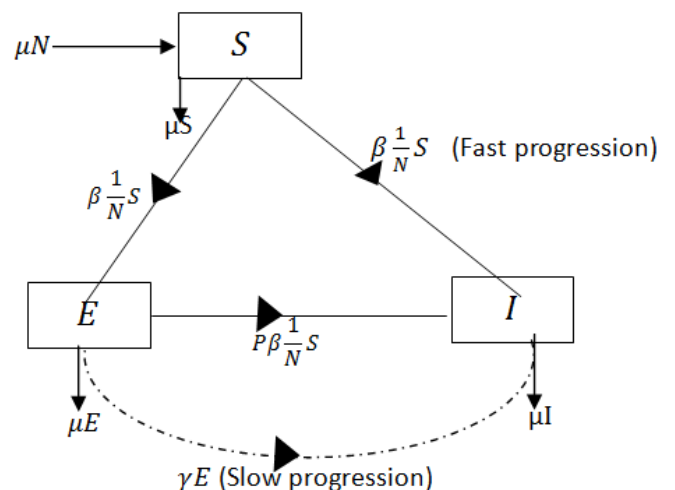 μN
S
μS
β 1/N S (Fast progression)
β 1/N S
E
I
Pβ 1/N S
μE
μI
γE (Slow progression)